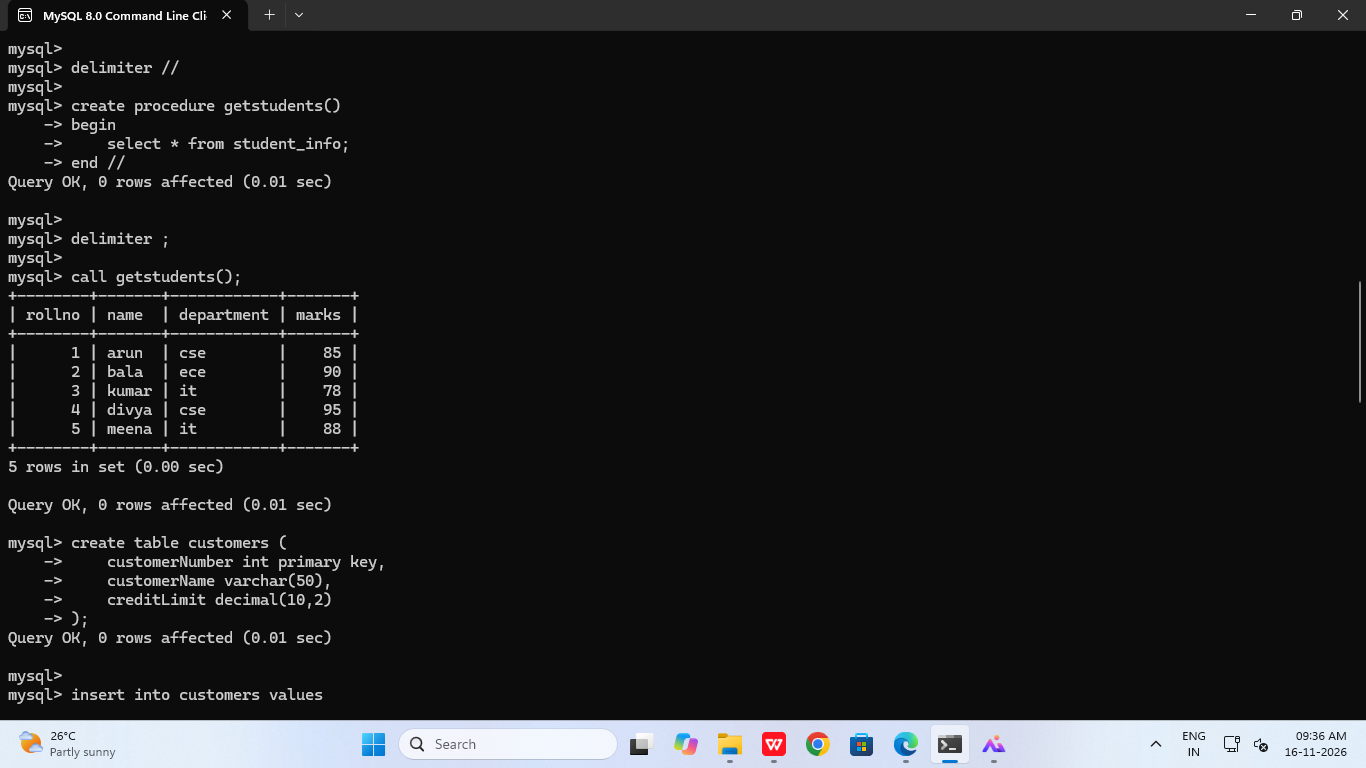 MySQL 8.0 Command Line Cli
mysql>
mysql> delimiter //
mysql>
mysql> create procedure getstudents()
    -> begin
    ->     select * from student_info;
    -> end //
Query OK, 0 rows affected (0.01 sec)
mysql>
mysql> delimiter ;
mysql>
mysql> call getstudents();
+--------+-------+------------+-------+
| rollno | name  | department | marks |
+--------+-------+------------+-------+
|      1 | arun  | cse        |    85 |
|      2 | bala  | ece        |    90 |
|      3 | kumar | it         |    78 |
|      4 | divya | cse        |    95 |
|      5 | meena | it         |    88 |
+--------+-------+------------+-------+
5 rows in set (0.00 sec)
Query OK, 0 rows affected (0.01 sec)
mysql> create table customers (
    ->     customerNumber int primary key,
    ->     customerName varchar(50),
    ->     creditLimit decimal(10,2)
    -> );
Query OK, 0 rows affected (0.01 sec)
mysql>
mysql> insert into customers values
26°C
Partly sunny
Search
ENG
IN
09:36 AM
16-11-2026